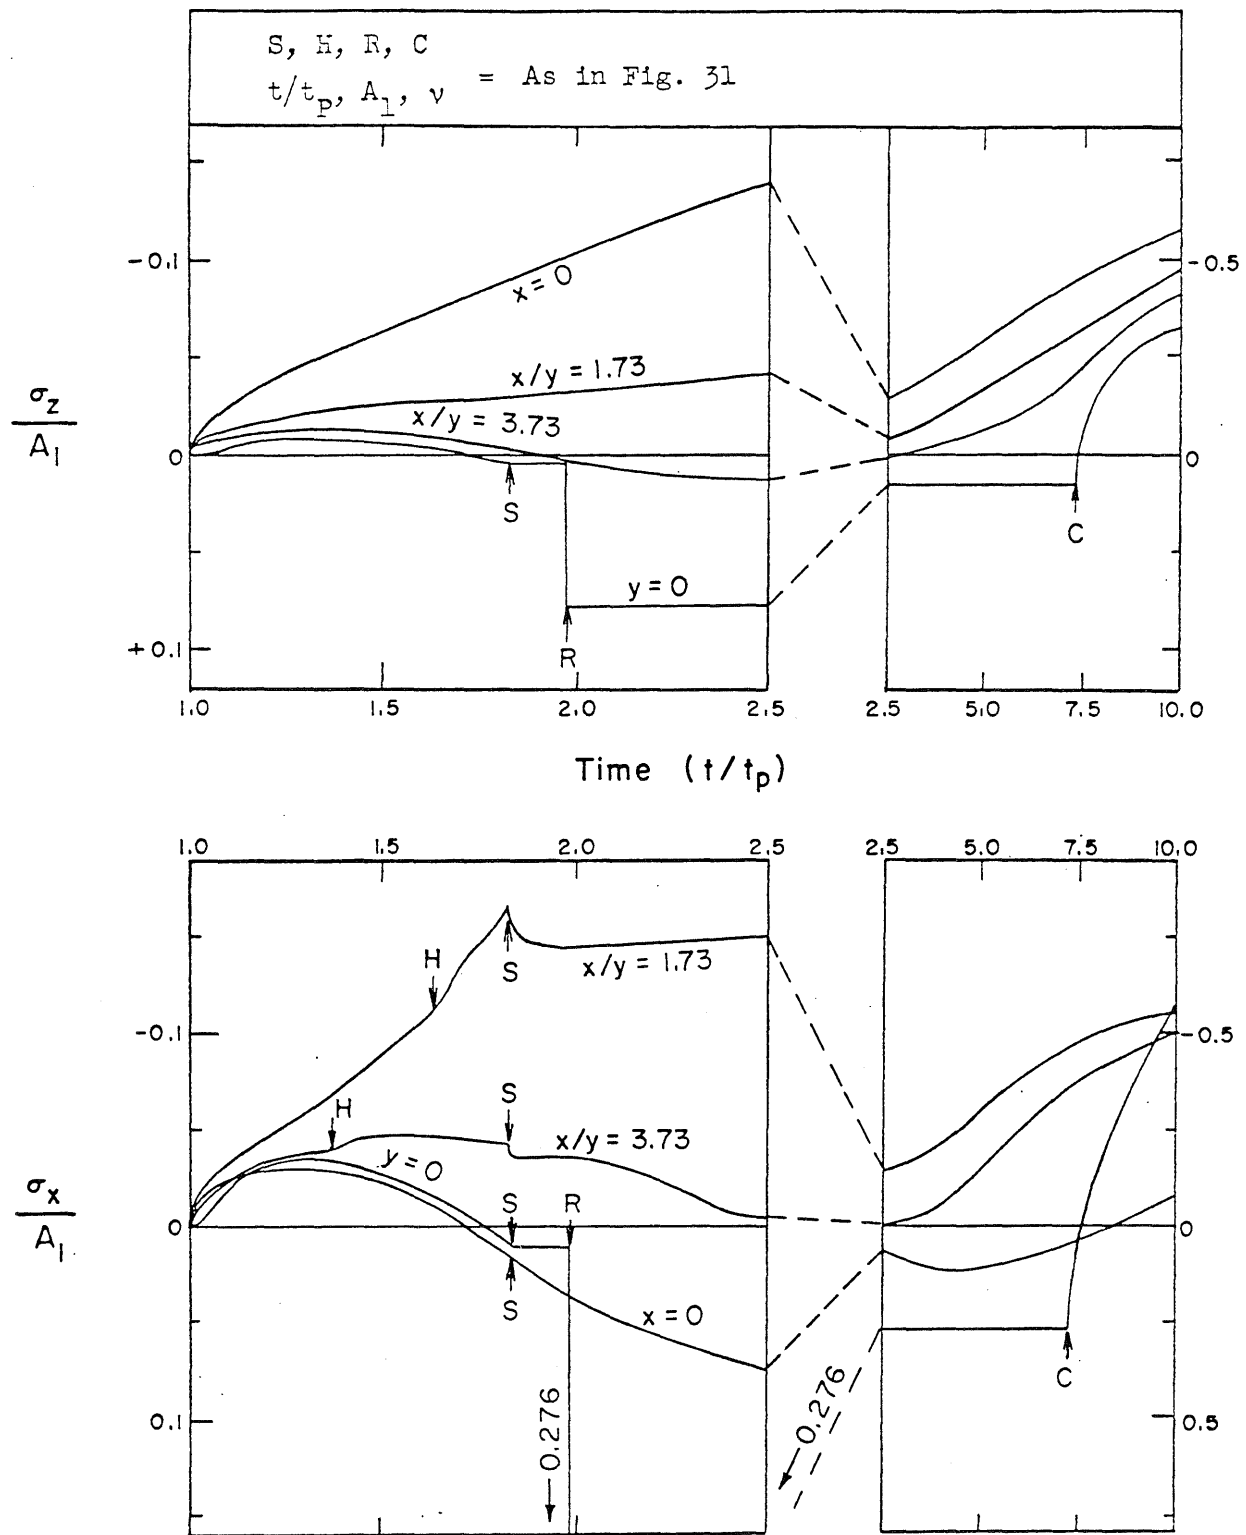 S, H, R, C
t/tp, A1, ν = As in Fig. 31
σz/A1
-0.1
0
+0.1
x = 0
x/y = 1.73
x/y = 3.73
S
y = 0
R
C
-0.5
0
1.0 1.5 2.0 2.5 2.5 5.0 7.5 10.0
Time (t/tp)
1.0 1.5 2.0 2.5 2.5 5.0 7.5 10.0
σx/A1
-0.1
0
0.1
H
S
x/y = 1.73
H
S
x/y = 3.73
y = 0
S
R
S
x = 0
0.276
0.276
C
-0.5
0
0.5